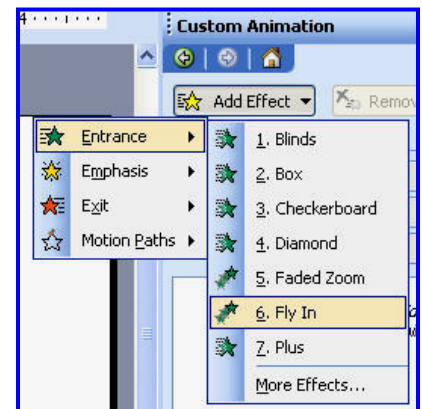 4
Custom Animation
Add Effect
Entrance
Emphasis
Exit
Motion Paths
1. Blinds
2. Box
3. Checkerboard
4. Diamond
5. Faded Zoom
6. Fly In
7. Plus
More Effects...